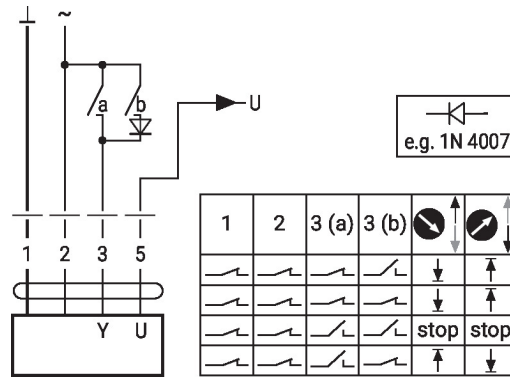 ~
a b
U
e.g. 1N 4007
1 2 3 (a) 3 (b)
1 2 3 5
Y U
stop stop